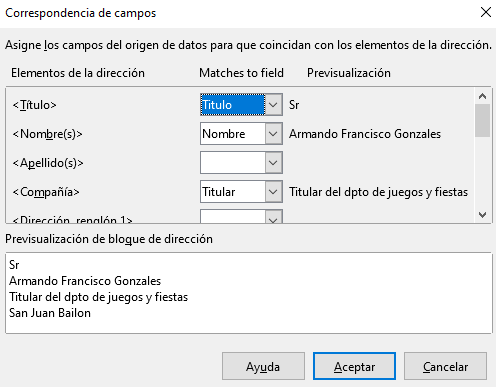 Correspondencia de campos
Asigne los campos del origen de datos para que coincidan con los elementos de la dirección.
Elementos de la dirección Matches to field Previsualización
<Título> Titulo Sr
<Nombre(s)> Nombre Armando Francisco Gonzales
<Apellido(s)>
<Compañía> Titular Titular del dpto de juegos y fiestas
<Dirección, renglón 1>
Previsualización de bloque de dirección
Sr
Armando Francisco Gonzales
Titular del dpto de juegos y fiestas
San Juan Bailon
Ayuda Aceptar Cancelar